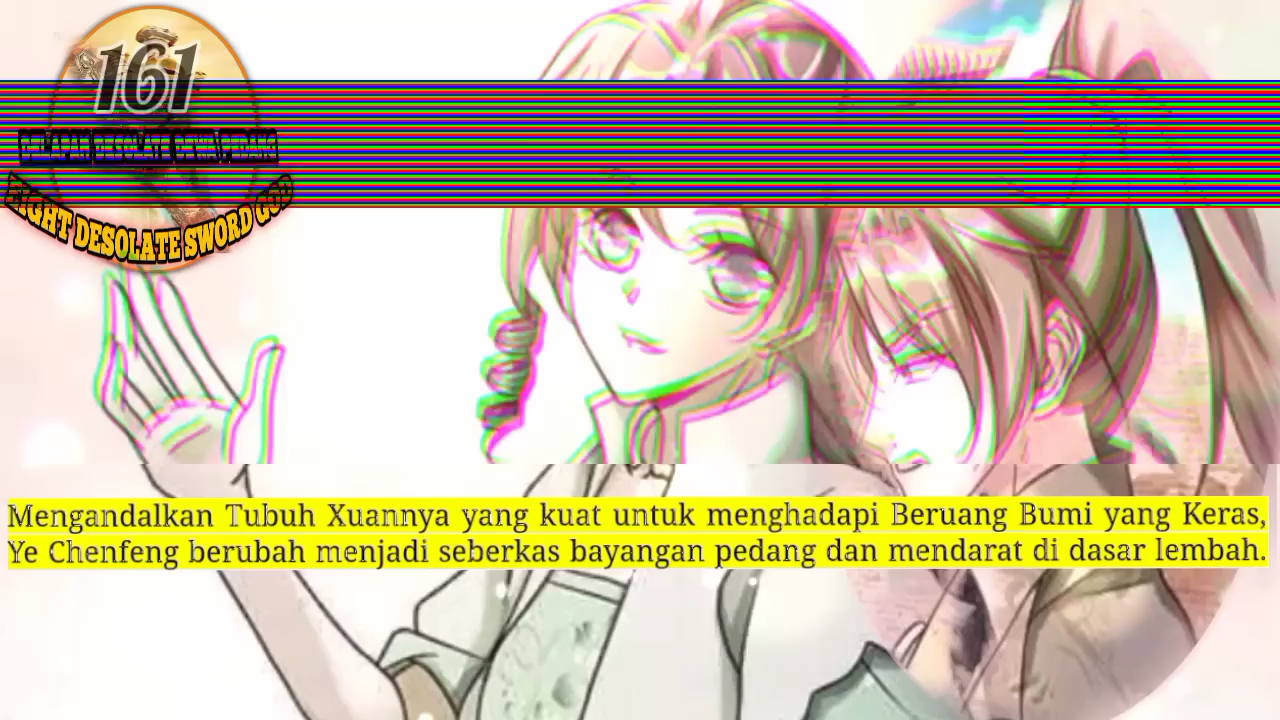 161
EIGHT DESOLATE SWORD GOD
Mengandalkan Tubuh Xuannya yang kuat untuk menghadapi Beruang Bumi yang Keras,
Ye Chenfeng berubah menjadi seberkas bayangan pedang dan mendarat di dasar lembah.